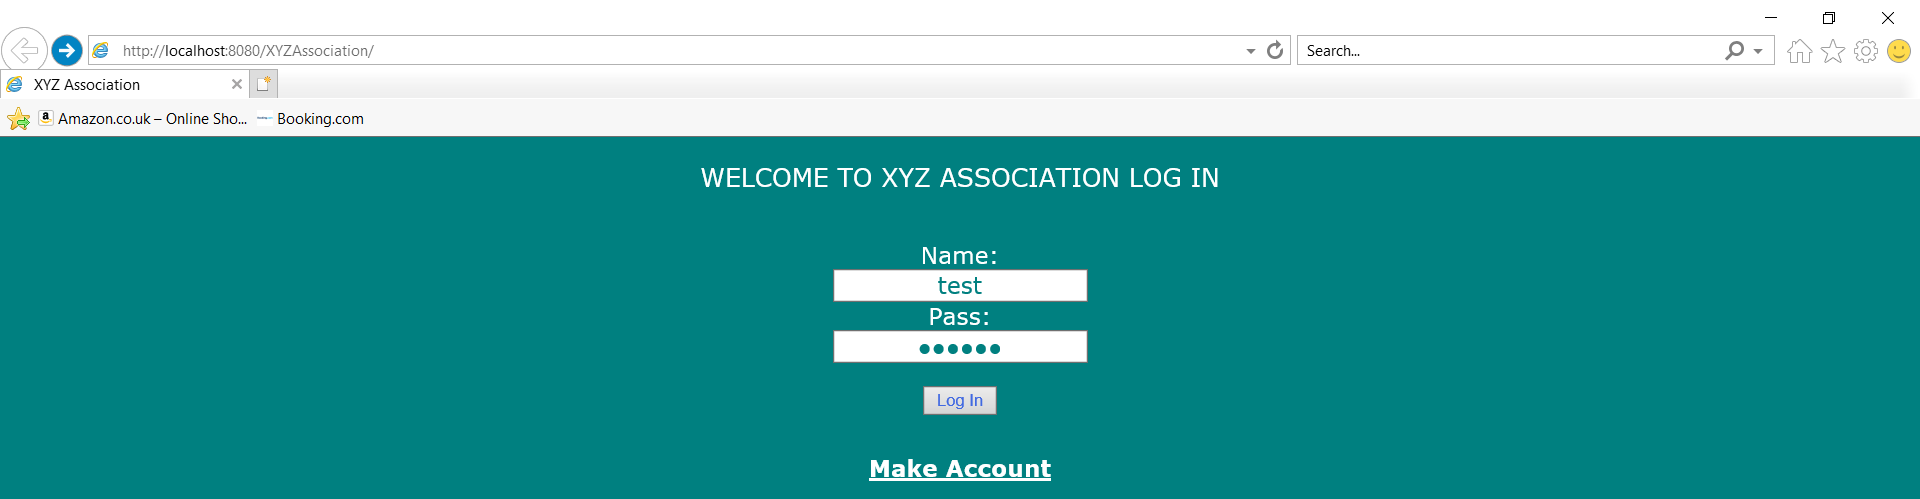 http://localhost:8080/XYZAssociation/
Search...
XYZ Association
Amazon.co.uk – Online Sho...
Booking.com
WELCOME TO XYZ ASSOCIATION LOG IN
Name:
test
Pass:
••••••
Log In
Make Account